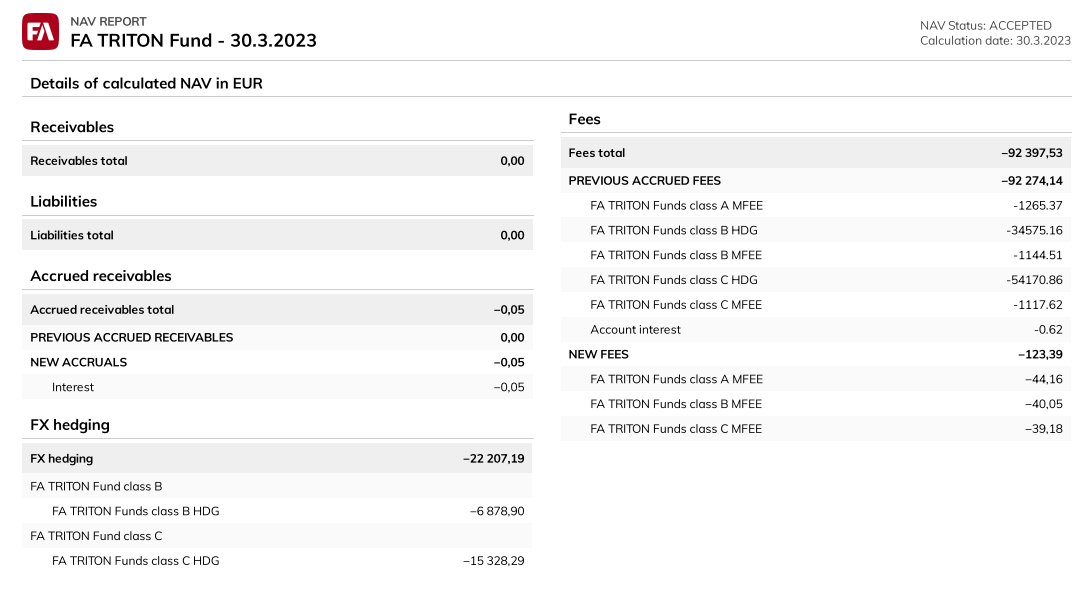 FA
NAV REPORT
FA TRITON Fund - 30.3.2023
NAV Status: ACCEPTED
Calculation date: 30.3.2023
Details of calculated NAV in EUR
Receivables
Receivables total 0,00
Liabilities
Liabilities total 0,00
Accrued receivables
Accrued receivables total −0,05
PREVIOUS ACCRUED RECEIVABLES 0,00
NEW ACCRUALS −0,05
Interest −0,05
FX hedging
FX hedging −22 207,19
FA TRITON Fund class B
FA TRITON Funds class B HDG −6 878,90
FA TRITON Fund class C
FA TRITON Funds class C HDG −15 328,29
Fees
Fees total −92 397,53
PREVIOUS ACCRUED FEES −92 274,14
FA TRITON Funds class A MFEE -1265.37
FA TRITON Funds class B HDG -34575.16
FA TRITON Funds class B MFEE -1144.51
FA TRITON Funds class C HDG -54170.86
FA TRITON Funds class C MFEE -1117.62
Account interest -0.62
NEW FEES −123,39
FA TRITON Funds class A MFEE −44,16
FA TRITON Funds class B MFEE −40,05
FA TRITON Funds class C MFEE −39,18